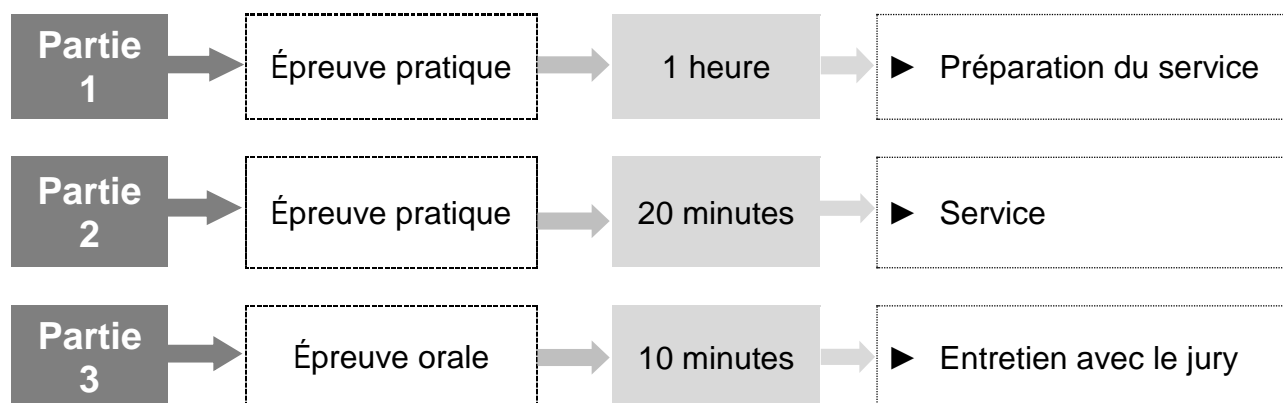 Partie
1
Épreuve pratique
1 heure
► Préparation du service
Partie
2
Épreuve pratique
20 minutes
► Service
Partie
3
Épreuve orale
10 minutes
► Entretien avec le jury